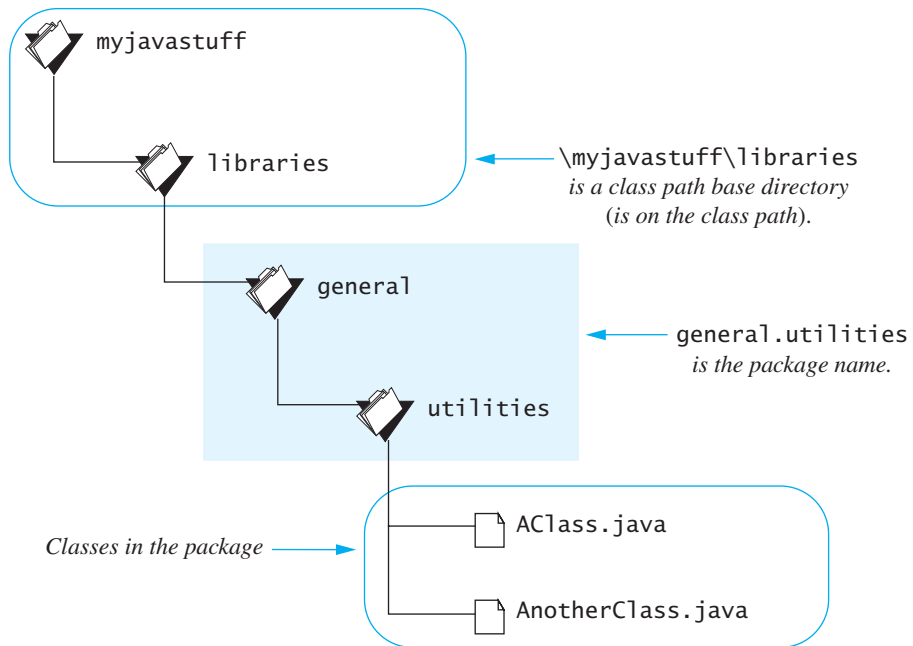 myjavastuff
libraries
\myjavastuff\libraries
is a class path base directory
(is on the class path).
general
general.utilities
is the package name.
utilities
AClass.java
Classes in the package
AnotherClass.java